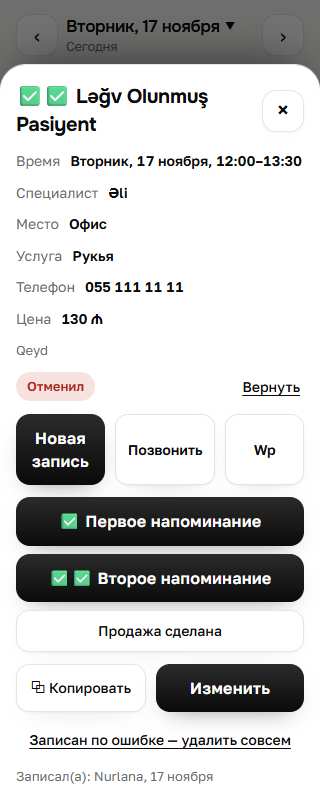 ‹
Вторник, 17 ноября ▼
Сегодня
›
✅ ✅ Ləğv Olunmuş
Pasiyent
×
Время Вторник, 17 ноября, 12:00–13:30
Специалист Əli
Место Офис
Услуга Рукья
Телефон 055 111 11 11
Цена 130 ₼
Qeyd
Отменил
Вернуть
Новая
запись
Позвонить
Wp
✅ Первое напоминание
✅ ✅ Второе напоминание
Продажа сделана
Копировать
Изменить
Записан по ошибке — удалить совсем
Записал(а): Nurlana, 17 ноября